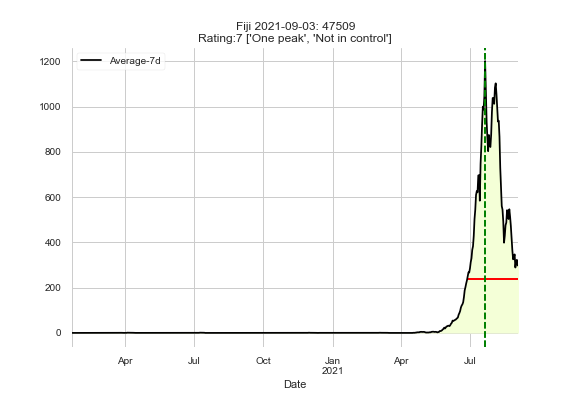 Fiji 2021-09-03: 47509
Rating:7 ['One peak', 'Not in control']
Average-7d
1200
1000
800
600
400
200
0
Apr Jul Oct Jan Apr Jul
2021
Date